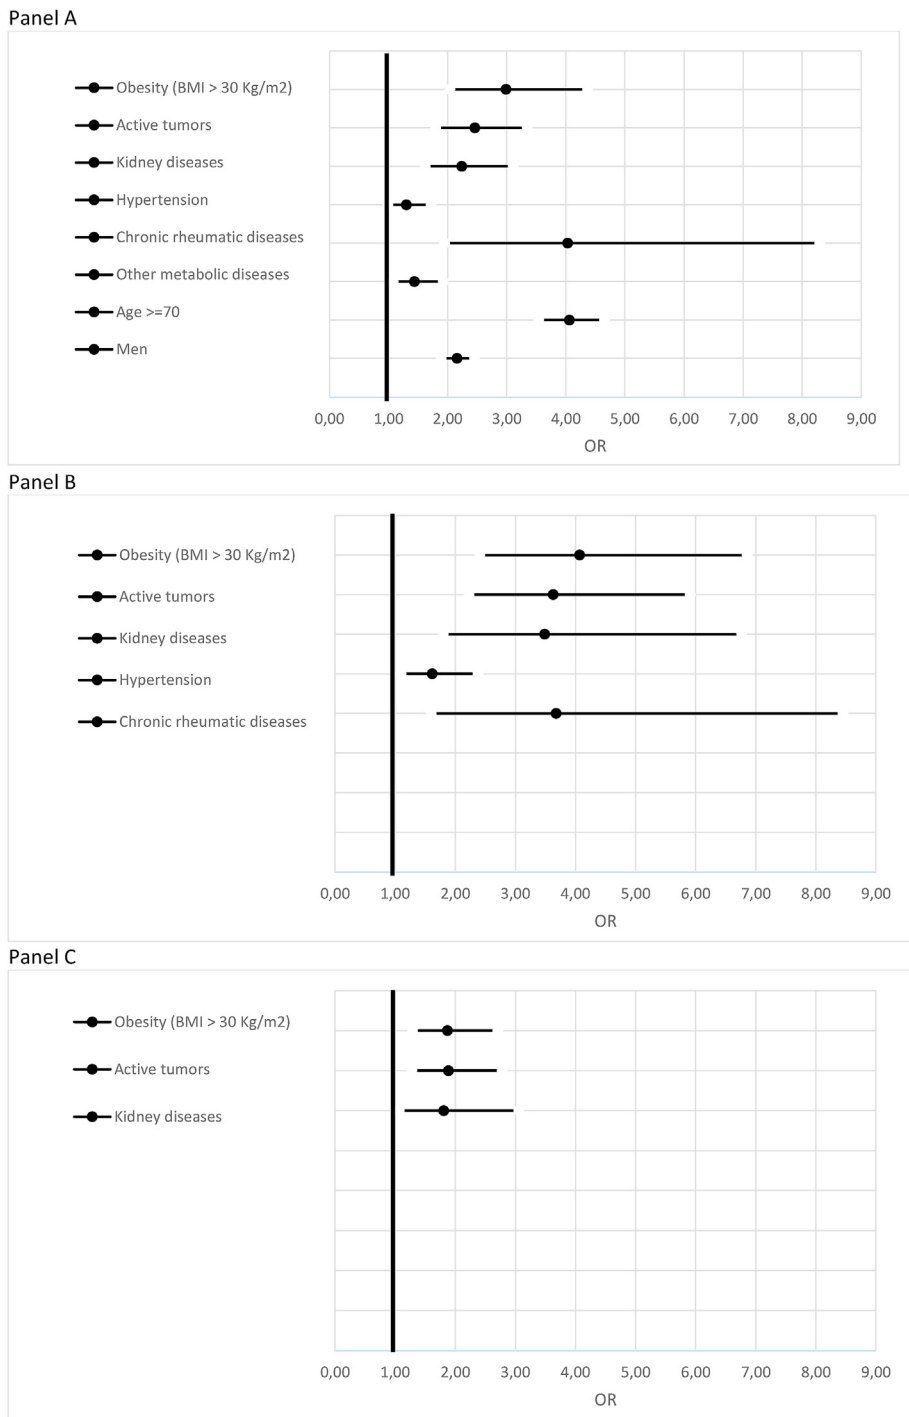 Panel A
Obesity (BMI > 30 Kg/m2)
Active tumors
Kidney diseases
Hypertension
Chronic rheumatic diseases
Other metabolic diseases
Age >=70
Men
0,00 1,00 2,00 3,00 4,00 5,00 6,00 7,00 8,00 9,00
OR
Panel B
Obesity (BMI > 30 Kg/m2)
Active tumors
Kidney diseases
Hypertension
Chronic rheumatic diseases
0,00 1,00 2,00 3,00 4,00 5,00 6,00 7,00 8,00 9,00
OR
Panel C
Obesity (BMI > 30 Kg/m2)
Active tumors
Kidney diseases
0,00 1,00 2,00 3,00 4,00 5,00 6,00 7,00 8,00 9,00
OR